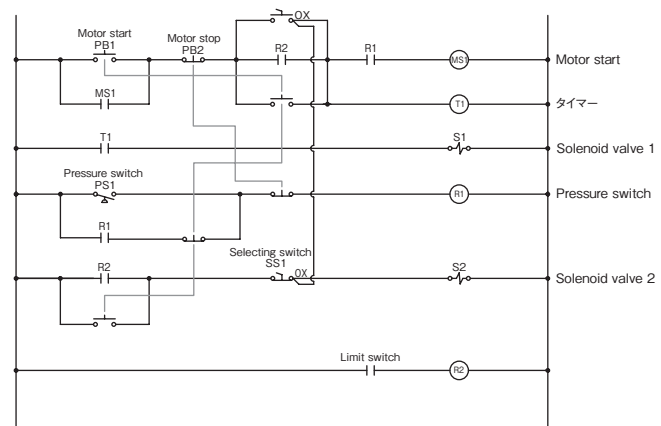 OX
Motor start
PB1
Motor stop
PB2
R2
R1
MS1
Motor start
MS1
T1
タイマー
T1
S1
Solenoid valve 1
Pressure switch
PS1
R1
Pressure switch
R1
Selecting switch
SS1
OX
R2
S2
Solenoid valve 2
Limit switch
R2